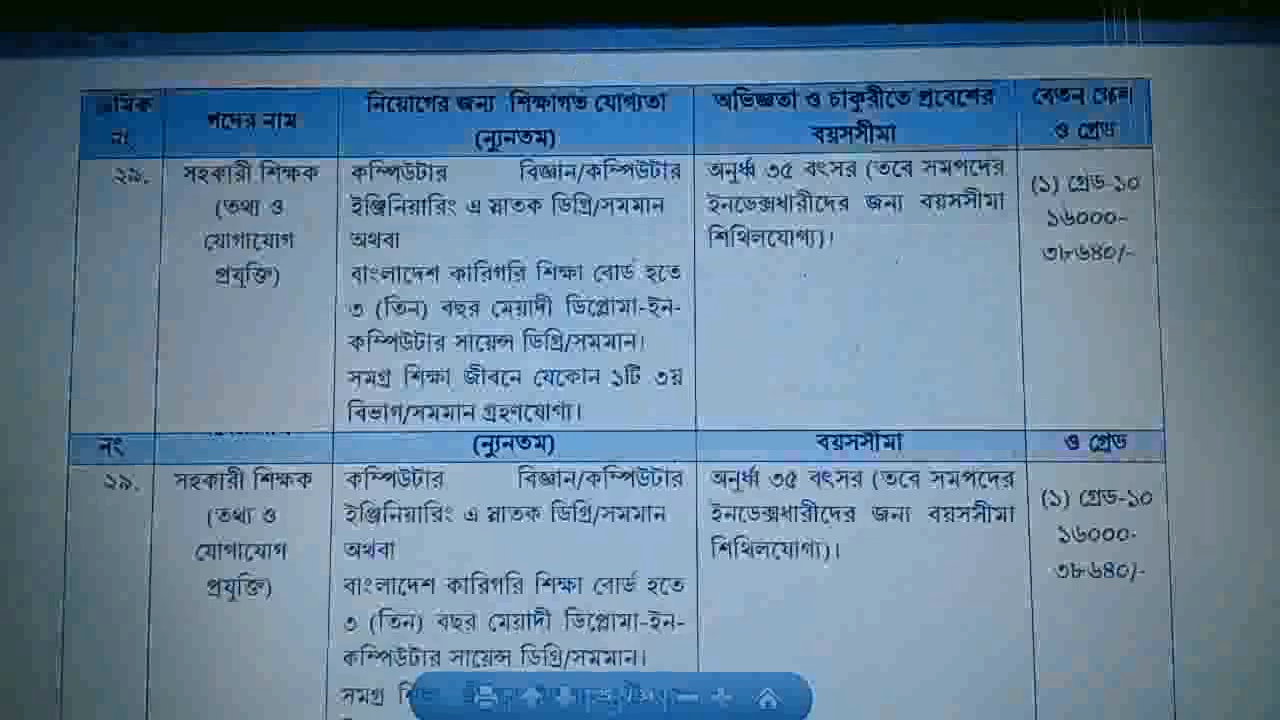 ক্রমিক নং
পদের নাম
নিয়োগের জন্য শিক্ষাগত যোগ্যতা
(ন্যূনতম)
অভিজ্ঞতা ও চাকুরীতে প্রবেশের
বয়সসীমা
বেতন স্কেল
ও গ্রেড
২৯.
সহকারী শিক্ষক
(তথ্য ও
যোগাযোগ
প্রযুক্তি)
কম্পিউটার বিজ্ঞান/কম্পিউটার
ইঞ্জিনিয়ারিং এ স্নাতক ডিগ্রি/সমমান
অথবা
বাংলাদেশ কারিগরি শিক্ষা বোর্ড হতে
৩ (তিন) বছর মেয়াদী ডিপ্লোমা-ইন-
কম্পিউটার সায়েন্স ডিগ্রি/সমমান।
সমগ্র শিক্ষা জীবনে যেকোন ১টি ৩য়
বিভাগ/সমমান গ্রহণযোগ্য।
অনুর্ধ্ব ৩৫ বৎসর (তবে সমপদের
ইনডেক্সধারীদের জন্য বয়সসীমা
শিথিলযোগ্য)।
(১) গ্রেড-১০
১৬০০০-
৩৮৬৪০/-
নং
(ন্যূনতম)
বয়সসীমা
ও গ্রেড
২৯.
সহকারী শিক্ষক
(তথ্য ও
যোগাযোগ
প্রযুক্তি)
কম্পিউটার বিজ্ঞান/কম্পিউটার
ইঞ্জিনিয়ারিং এ স্নাতক ডিগ্রি/সমমান
অথবা
বাংলাদেশ কারিগরি শিক্ষা বোর্ড হতে
৩ (তিন) বছর মেয়াদী ডিপ্লোমা-ইন-
কম্পিউটার সায়েন্স ডিগ্রি/সমমান।
সমগ্র
অনুর্ধ্ব ৩৫ বৎসর (তবে সমপদের
ইনডেক্সধারীদের জন্য বয়সসীমা
শিথিলযোগ্য)।
(১) গ্রেড-১০
১৬০০০-
৩৮৬৪০/-